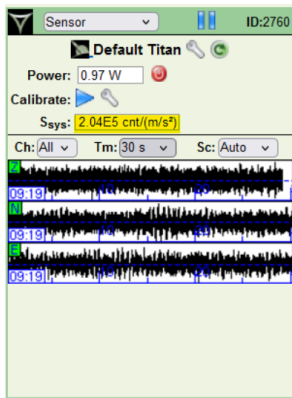 Sensor ID:2760
Default Titan
Power: 0.97 W
Calibrate:
Ssys: 2.04E5 cnt/(m/s²)
Ch: All Tm: 30 s Sc: Auto
Z
09:19
N
09:19
E
09:19